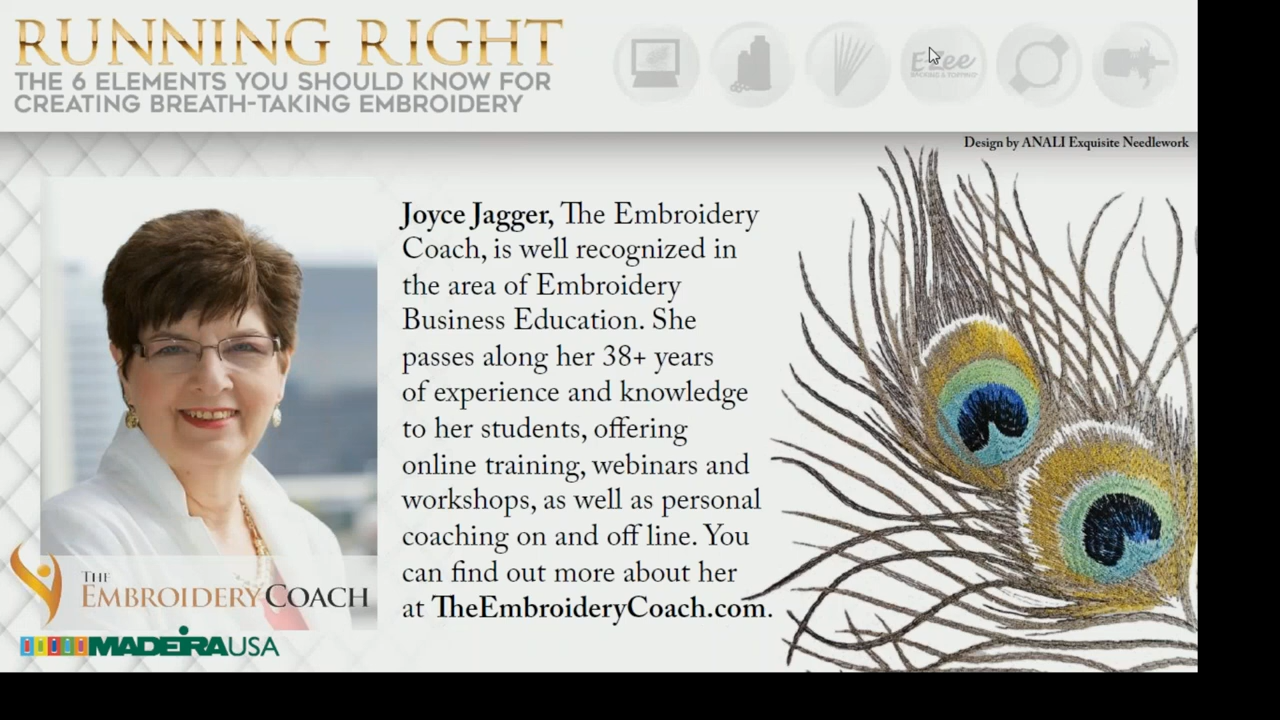 RUNNING RIGHT
THE 6 ELEMENTS YOU SHOULD KNOW FOR
CREATING BREATH-TAKING EMBROIDERY
EZee
BACKING & TOPPING
Design by ANALI Exquisite Needlework
Joyce Jagger, The Embroidery
Coach, is well recognized in
the area of Embroidery
Business Education. She
passes along her 38+ years
of experience and knowledge
to her students, offering
online training, webinars and
workshops, as well as personal
coaching on and off line. You
can find out more about her
at TheEmbroideryCoach.com.
THE
EMBROIDERY COACH
MADEIRA USA